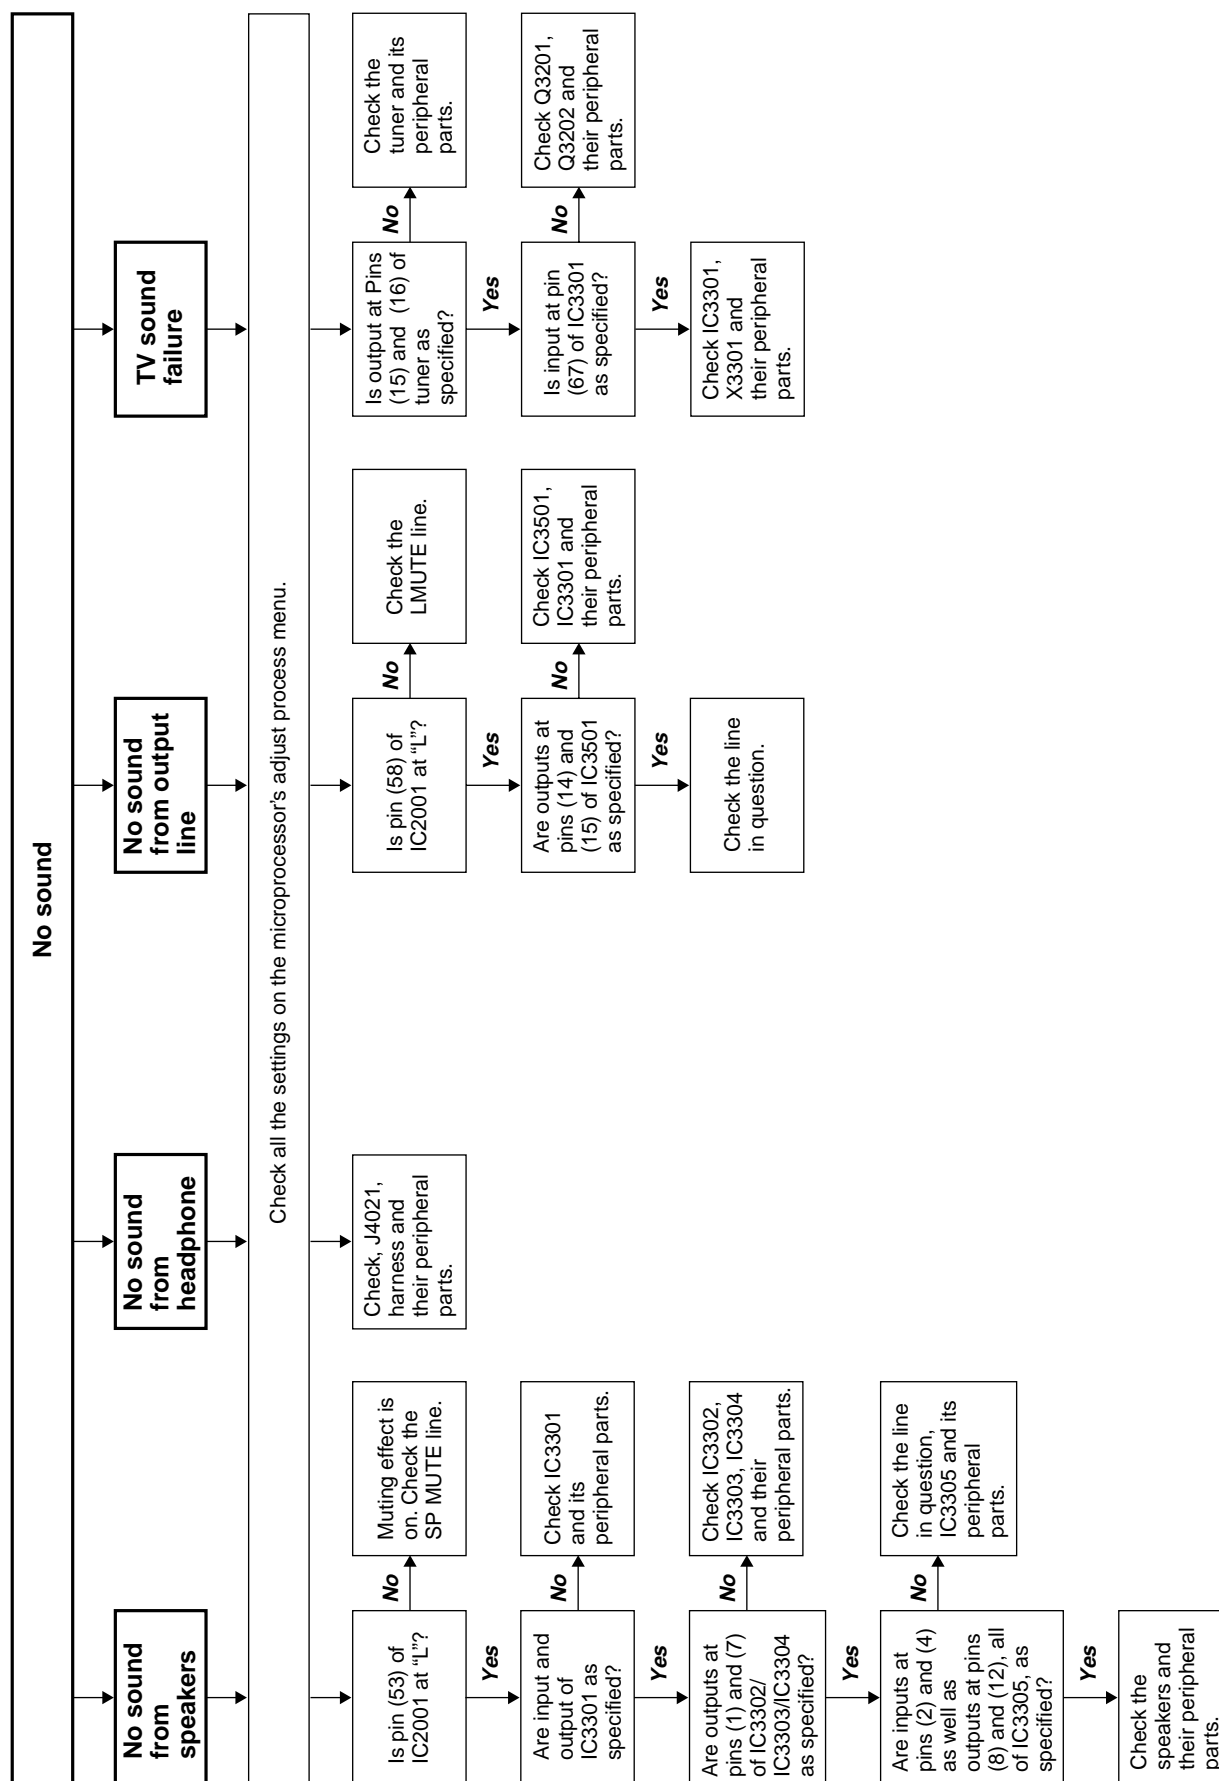 No sound
No sound
from
speakers
No sound
from
headphone
No sound
from output
line
TV sound
failure
Check all the settings on the microprocessor's adjust process menu.
Is pin (53) of
IC2001 at “L”?
No
Muting effect is
on. Check the
SP MUTE line.
Yes
Are input and
output of
IC3301 as
specified?
No
Check IC3301
and its
peripheral parts.
Yes
Are outputs at
pins (1) and (7)
of IC3302/
IC3303/IC3304
as specified?
No
Check IC3302,
IC3303, IC3304
and their
peripheral parts.
Yes
Are inputs at
pins (2) and (4)
as well as
outputs at pins
(8) and (12), all
of IC3305, as
specified?
No
Check the line
in question,
IC3305 and its
peripheral
parts.
Yes
Check the
speakers and
their peripheral
parts.
Check, J4021,
harness and
their peripheral
parts.
Is pin (58) of
IC2001 at “L”?
No
Check the
LMUTE line.
Yes
Are outputs at
pins (14) and
(15) of IC3501
as specified?
No
Check IC3501,
IC3301 and
their peripheral
parts.
Yes
Check the line
in question.
Is output at Pins
(15) and (16) of
tuner as
specified?
No
Check the
tuner and its
peripheral
parts.
Yes
Is input at pin
(67) of IC3301
as specified?
No
Check Q3201,
Q3202 and
their peripheral
parts.
Yes
Check IC3301,
X3301 and
their peripheral
parts.